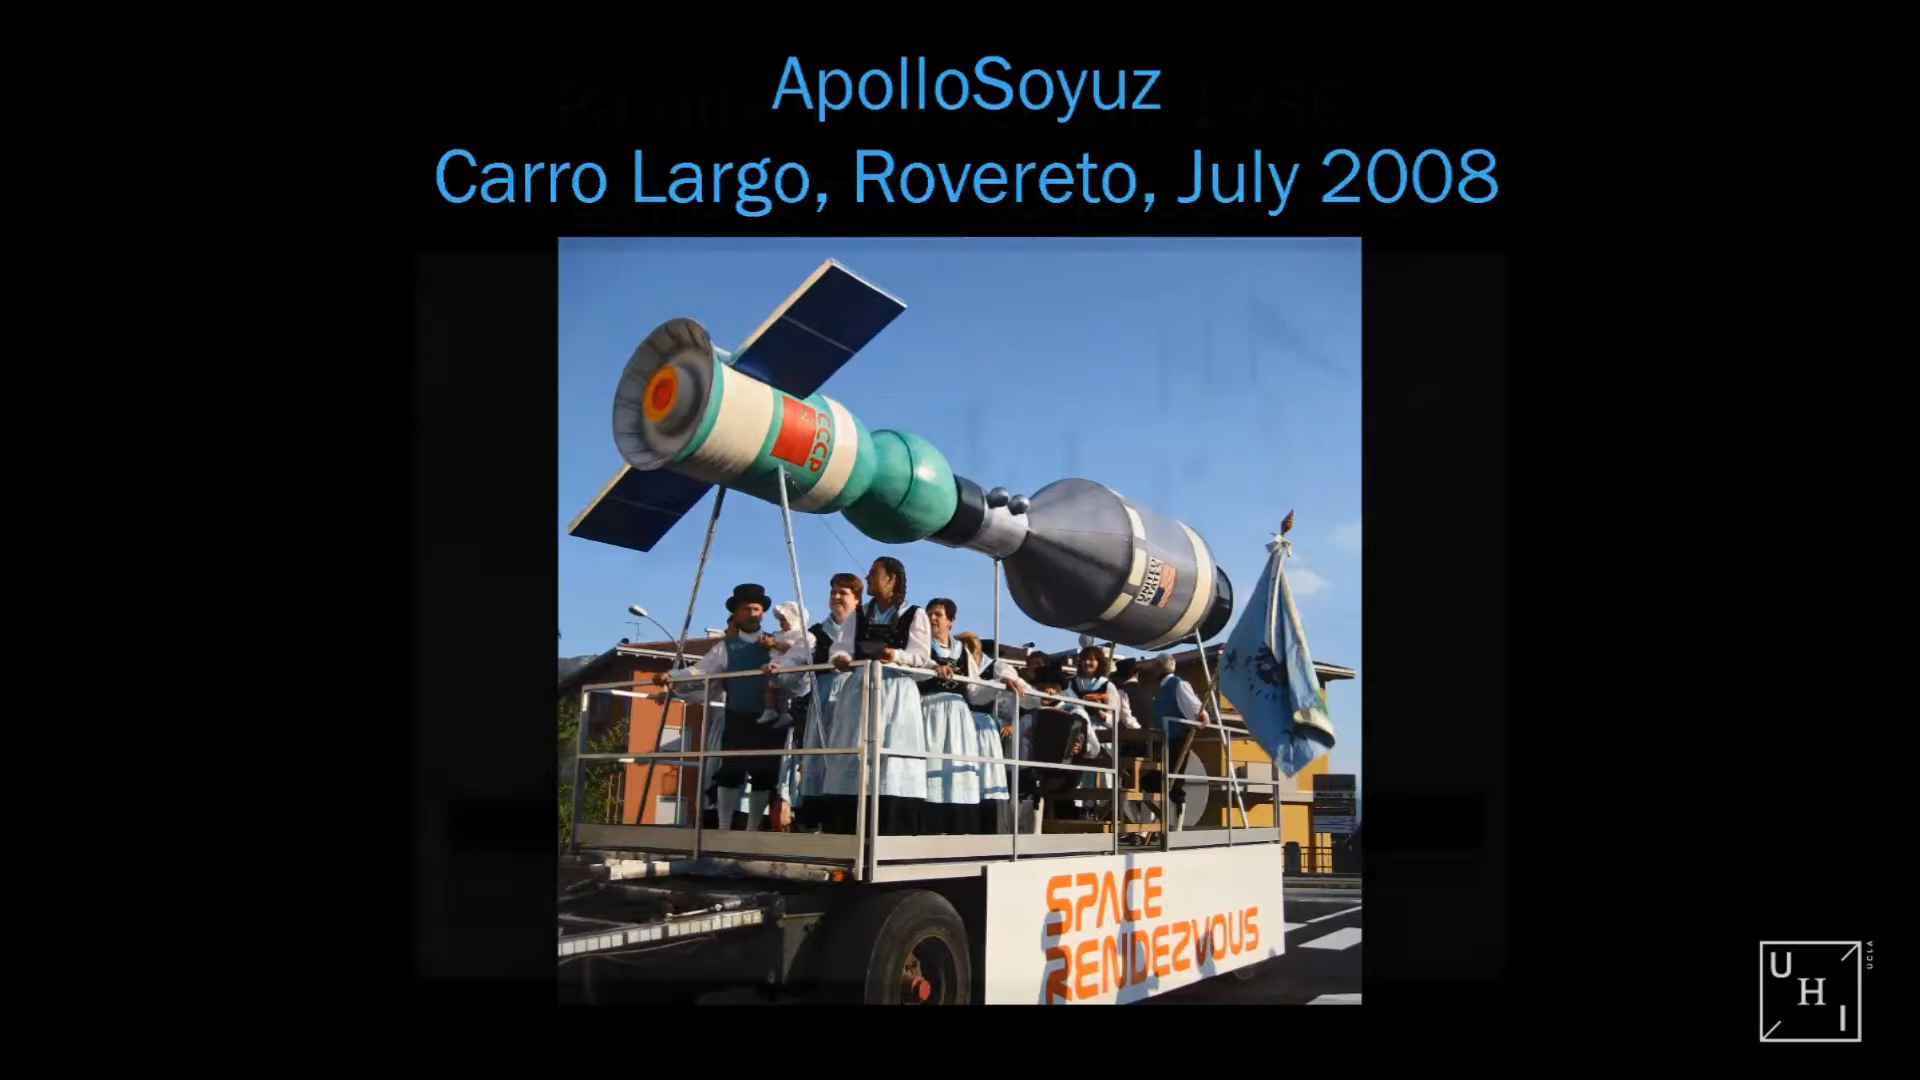 ApolloSoyuz
Carro Largo, Rovereto, July 2008
CCCP
UNITED
STATES
SPACE
RENDEZVOUS
U
H
I
UCLA